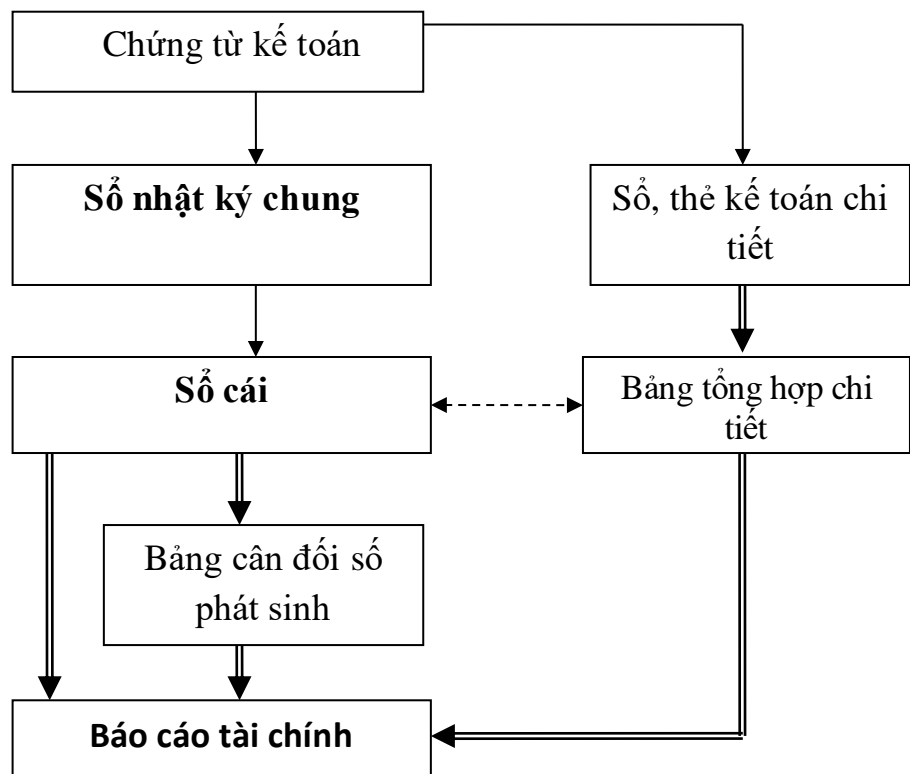 Chứng từ kế toán
Sổ nhật ký chung
Sổ, thẻ kế toán chi
tiết
Sổ cái
Bảng tổng hợp chi
tiết
Bảng cân đối số
phát sinh
Báo cáo tài chính